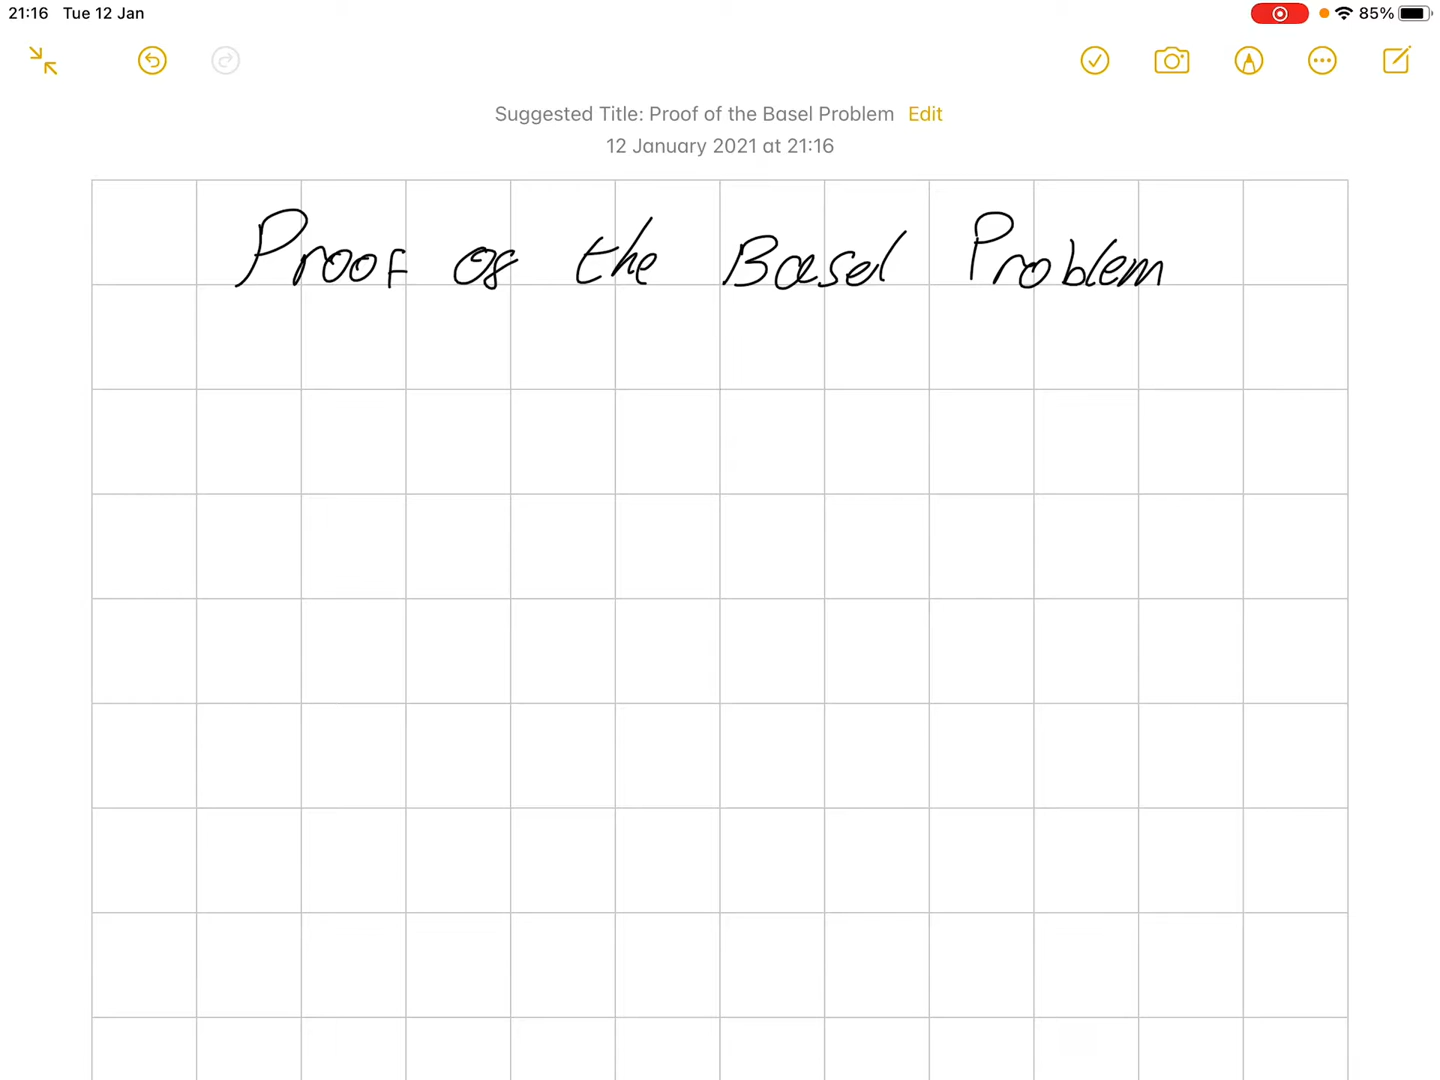 21:16 Tue 12 Jan 85%
Suggested Title: Proof of the Basel Problem Edit
12 January 2021 at 21:16
Proof of the Basel Problem